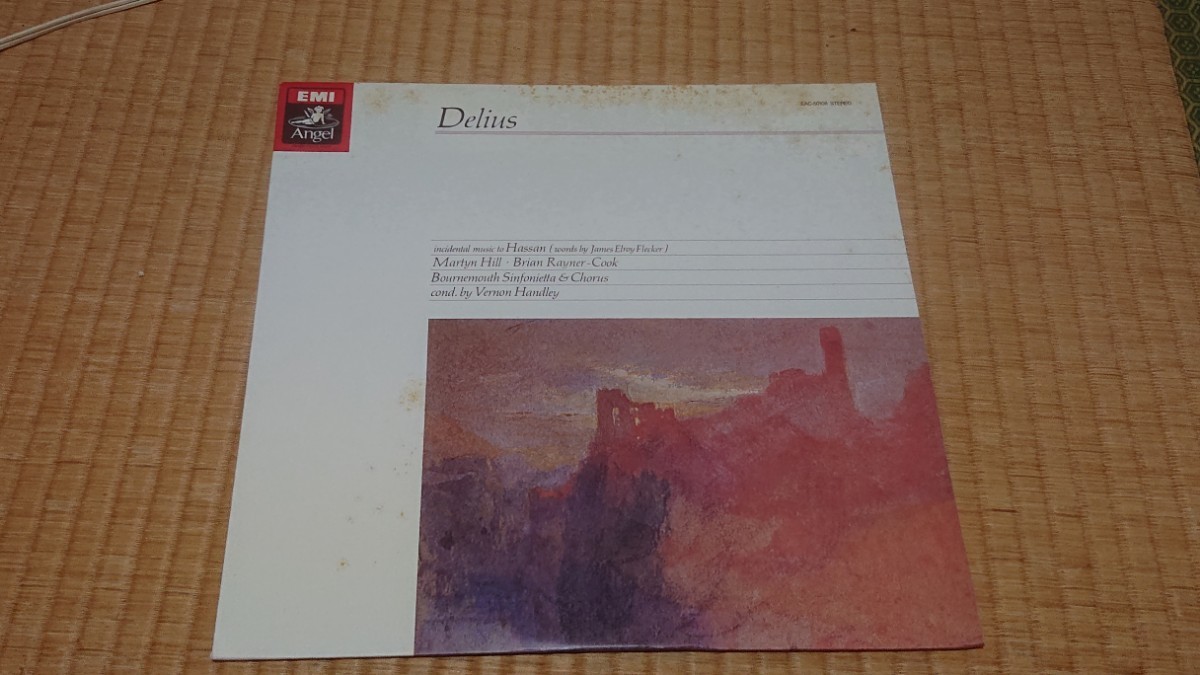 EMI
Angel
Delius
STEREO
incidental music to Hassan (words by James Elroy Flecker)
Martyn Hill · Brian Rayner-Cook
Bournemouth Sinfonietta & Chorus
cond. by Vernon Handley